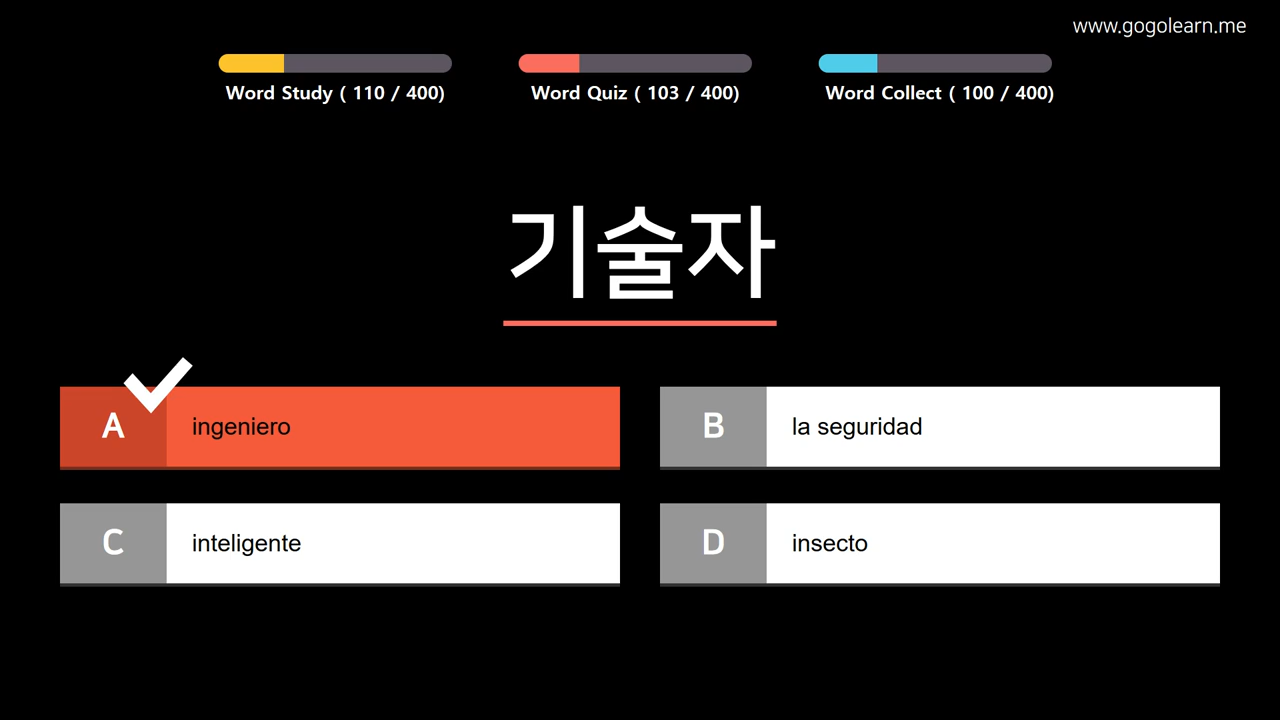 www.gogolearn.me
Word Study ( 110 / 400)
Word Quiz ( 103 / 400)
Word Collect ( 100 / 400)
기술자
A ingeniero
B la seguridad
C inteligente
D insecto